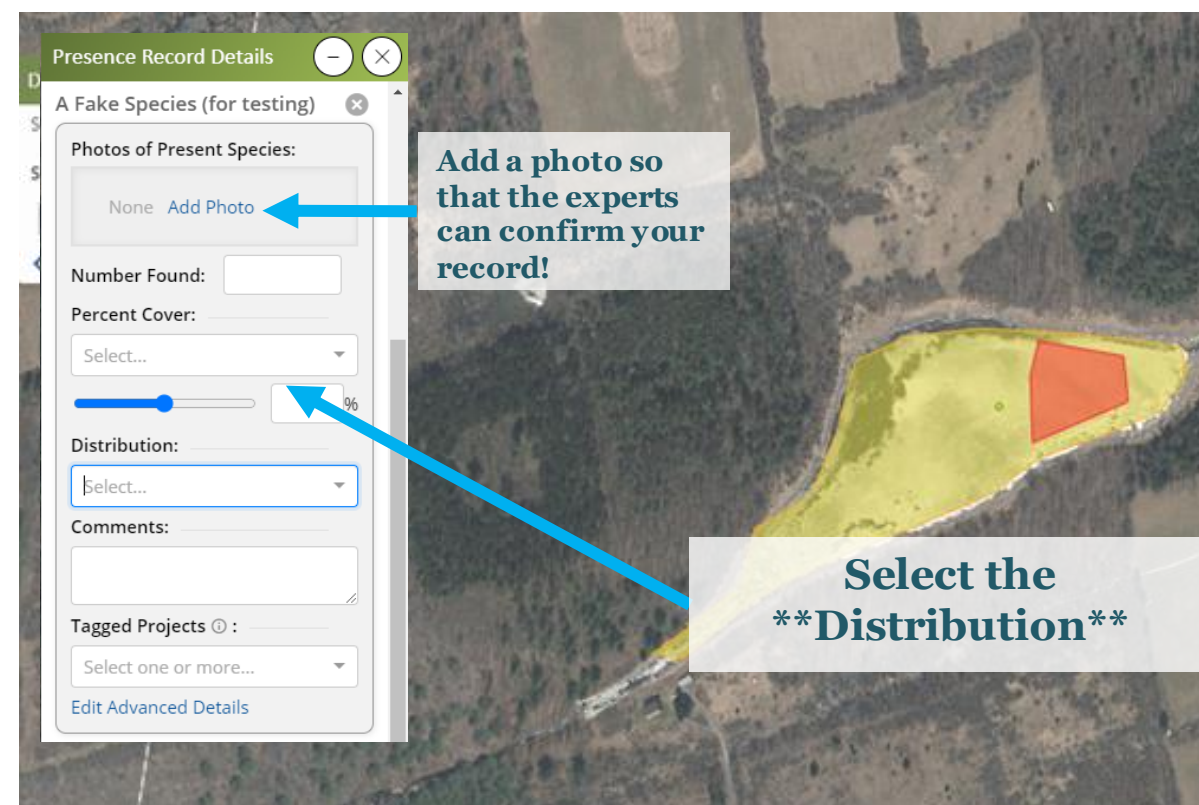 Presence Record Details
D
A Fake Species (for testing)
S
Photos of Present Species:
S
None Add Photo
Add a photo so
that the experts
can confirm your
record!
Number Found:
Percent Cover:
Select...
%
Distribution:
Select...
Comments:
Select the
**Distribution**
Tagged Projects ⓘ :
Select one or more...
Edit Advanced Details